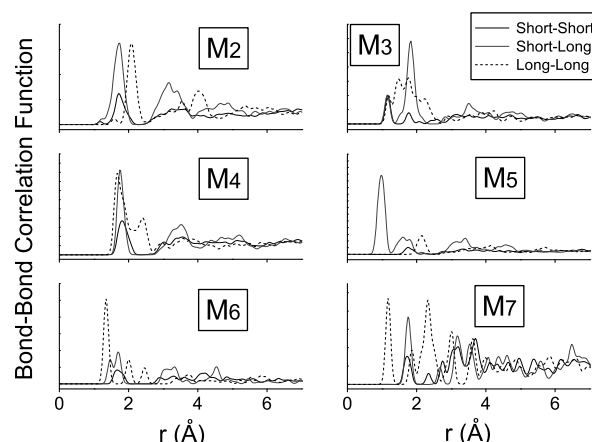 Bond-Bond Correlation Function
M2
M3
Short-Short
Short-Long
Long-Long
M4
M5
M6
M7
0 2 4 6
0 2 4 6
r (Å)
r (Å)